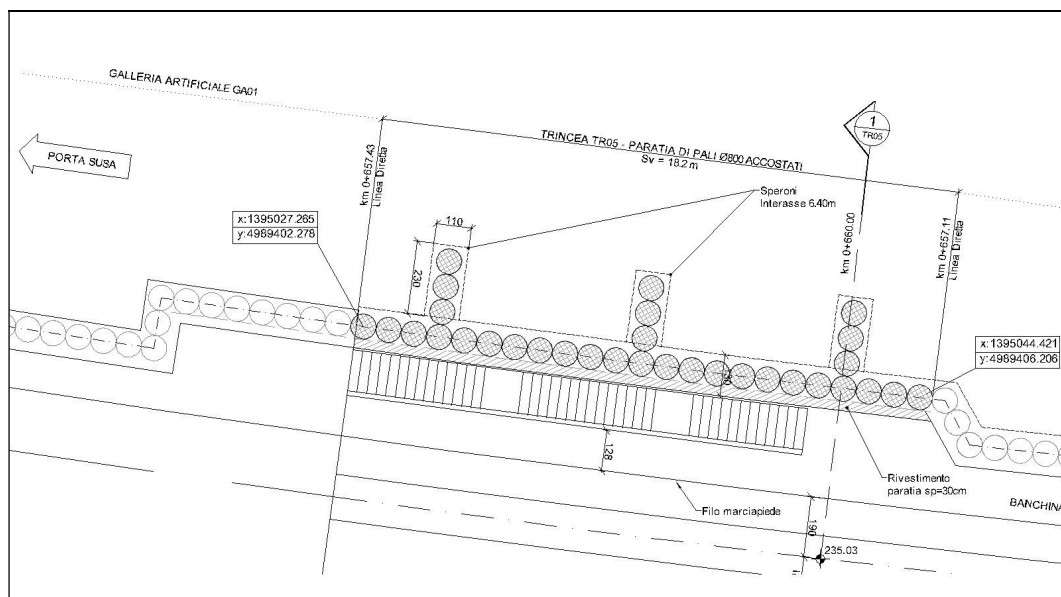 GALLERIA ARTIFICIALE GA01
PORTA SUSA
TRINCEA TR05 - PARATIA DI PALI Ø800 ACCOSTATI
Sv = 18.2 m
1
TR05
km 0+657.43
Linea Diretta
x:1395027.265
y:4989402.278
110
230
Speroni
Interasse 6.40m
km 0+660.00
km 0+657.11
Linea Diretta
x:1395044.421
y:4989406.206
128
Rivestimento
paratia sp=30cm
Filo marciapiede
BANCHINA
190
235.03